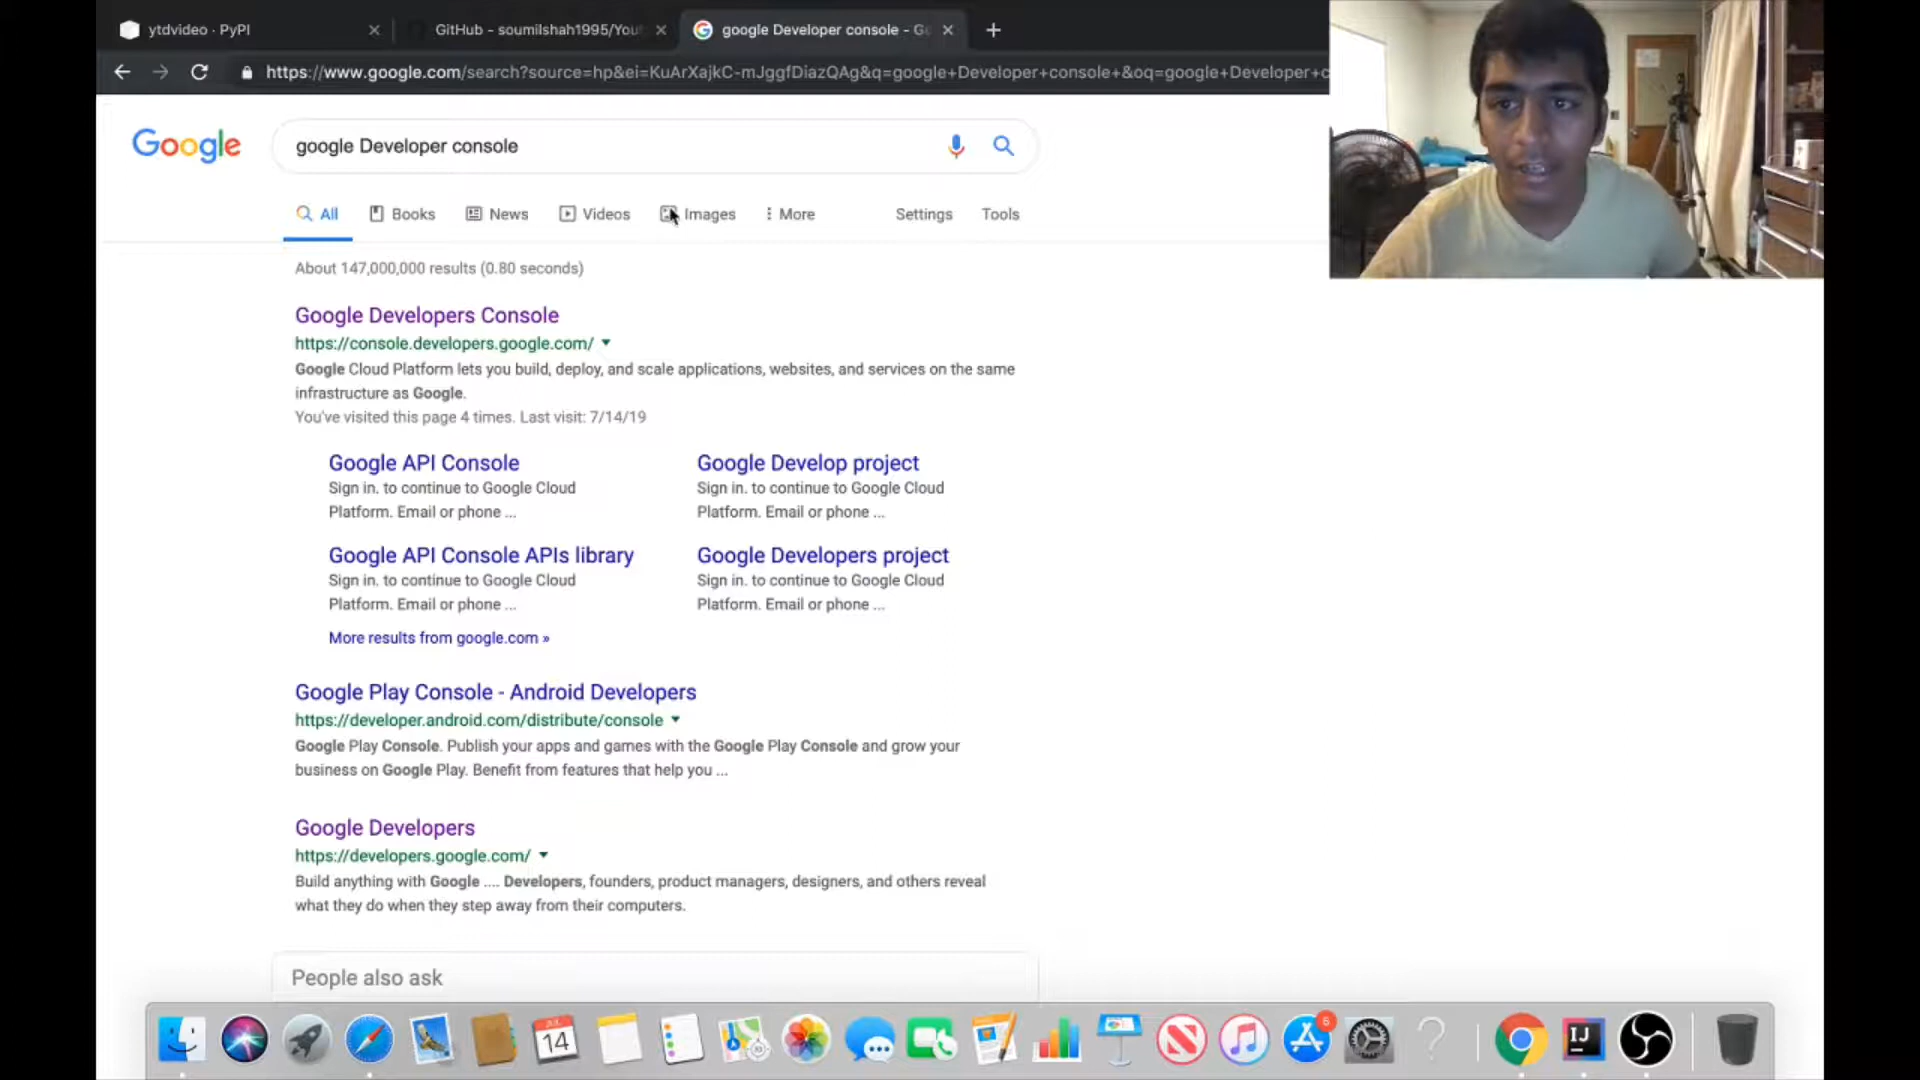 ytdvideo · PyPI
GitHub - soumilshah1995/You
google Developer console - G
https://www.google.com/search?source=hp&ei=KuArXajkC-mJggfDiazQAg&q=google+Developer+console+&oq=google+Developer+c
Google
google Developer console
All
Books
News
Videos
Images
More
Settings
Tools
About 147,000,000 results (0.80 seconds)
Google Developers Console
https://console.developers.google.com/
Google Cloud Platform lets you build, deploy, and scale applications, websites, and services on the same
infrastructure as Google.
You've visited this page 4 times. Last visit: 7/14/19
Google API Console
Sign in. to continue to Google Cloud
Platform. Email or phone ...
Google Develop project
Sign in. to continue to Google Cloud
Platform. Email or phone ...
Google API Console APIs library
Sign in. to continue to Google Cloud
Platform. Email or phone ...
Google Developers project
Sign in. to continue to Google Cloud
Platform. Email or phone ...
More results from google.com »
Google Play Console - Android Developers
https://developer.android.com/distribute/console
Google Play Console. Publish your apps and games with the Google Play Console and grow your
business on Google Play. Benefit from features that help you ...
Google Developers
https://developers.google.com/
Build anything with Google .... Developers, founders, product managers, designers, and others reveal
what they do when they step away from their computers.
People also ask
JUL
14
6
IJ